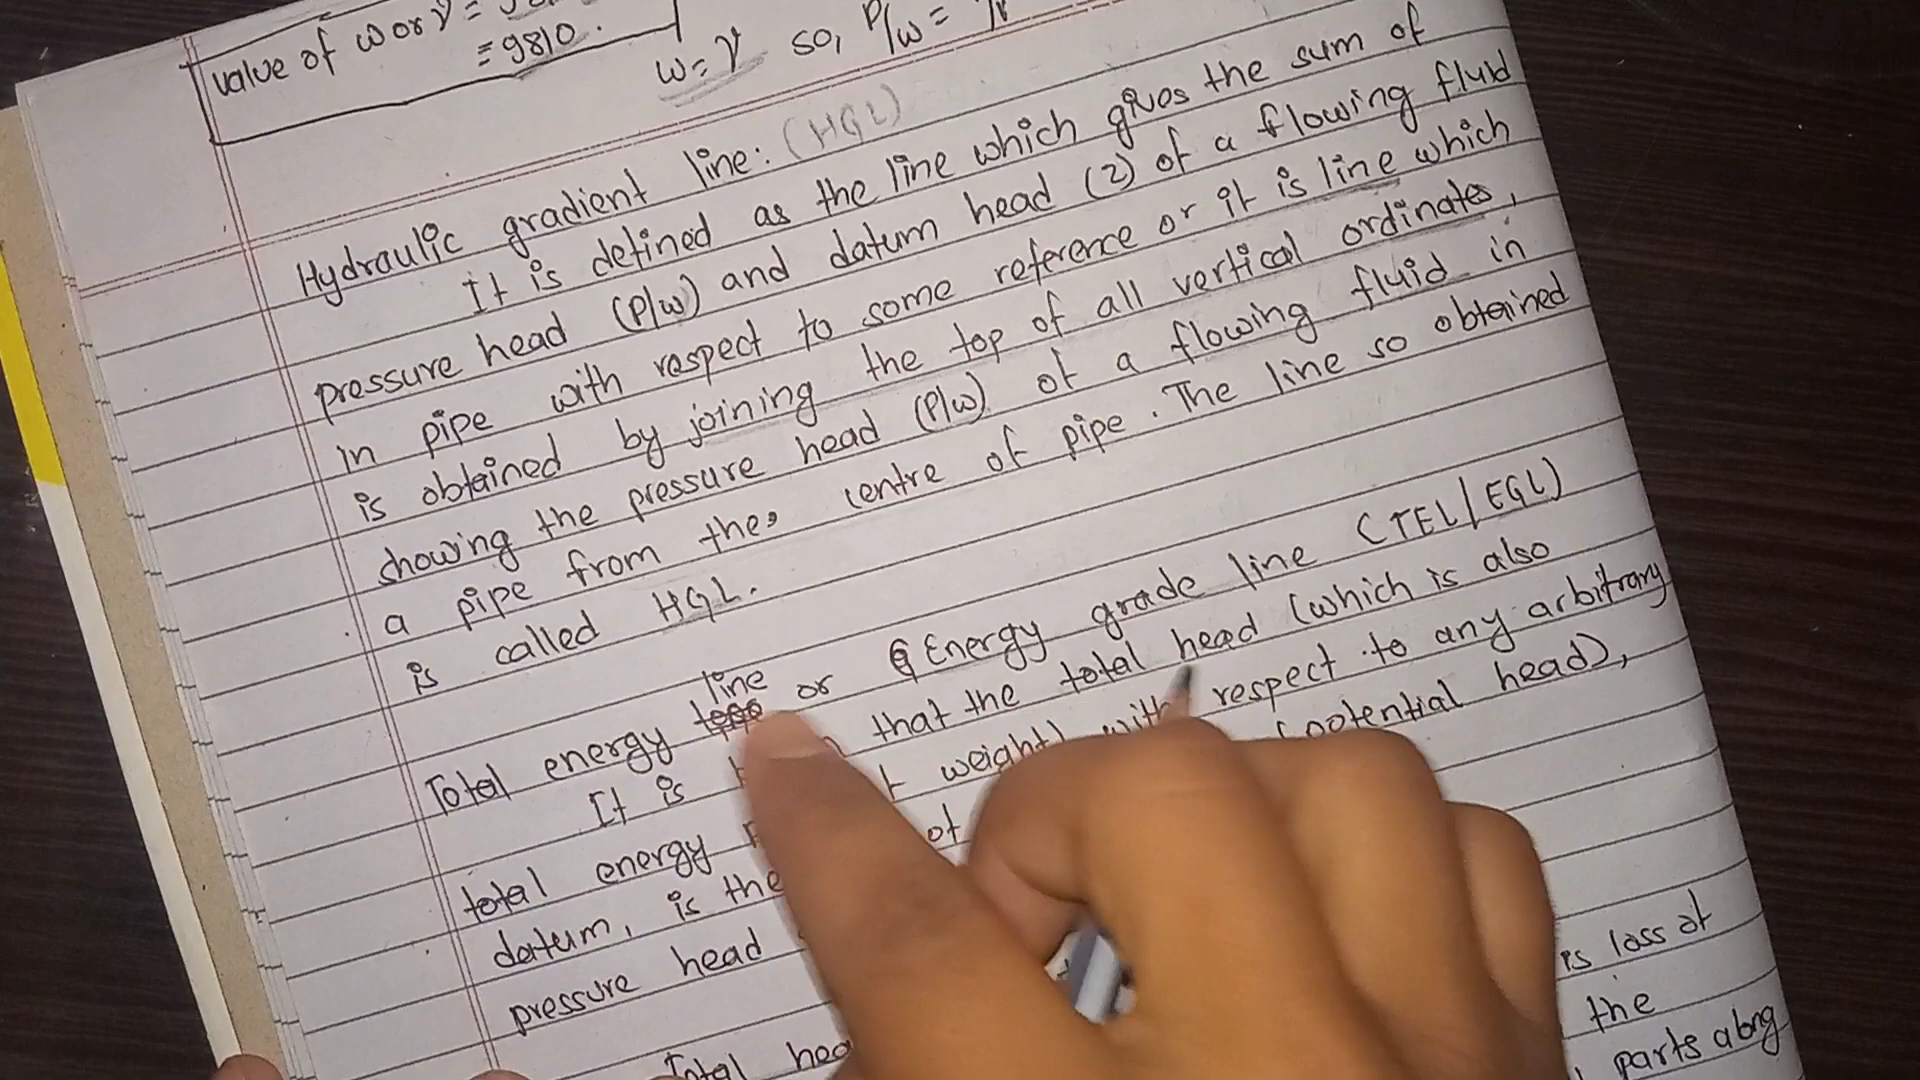 value of w or γ =
= 9810.
w = γ so, P/w =
Hydraulic gradient line: (HGL)
It is defined as the line which gives the sum of
pressure head (P/w) and datum head (z) of a flowing fluid
in pipe with respect to some reference or it is line which
is obtained by joining the top of all vertical ordinates,
showing the pressure head (P/w) of a flowing fluid in
a pipe from the centre of pipe. The line so obtained
is called HGL.
Total energy line or Energy grade line (TEL/EGL)
It is that the total head (which is also
total energy weight) with respect to any arbitrary
datum, is the of (potential head),
pressure head
is loss of
Total head the
parts along